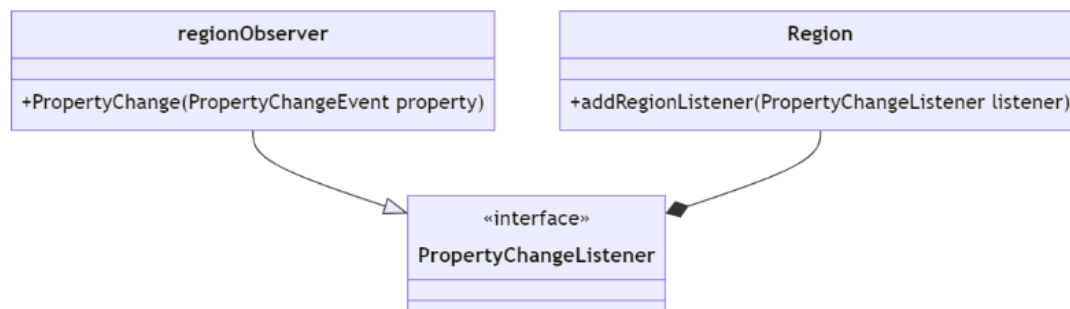 regionObserver
+PropertyChange(PropertyChangeEvent property)
Region
+addRegionListener(PropertyChangeListener listener)
«interface»
PropertyChangeListener